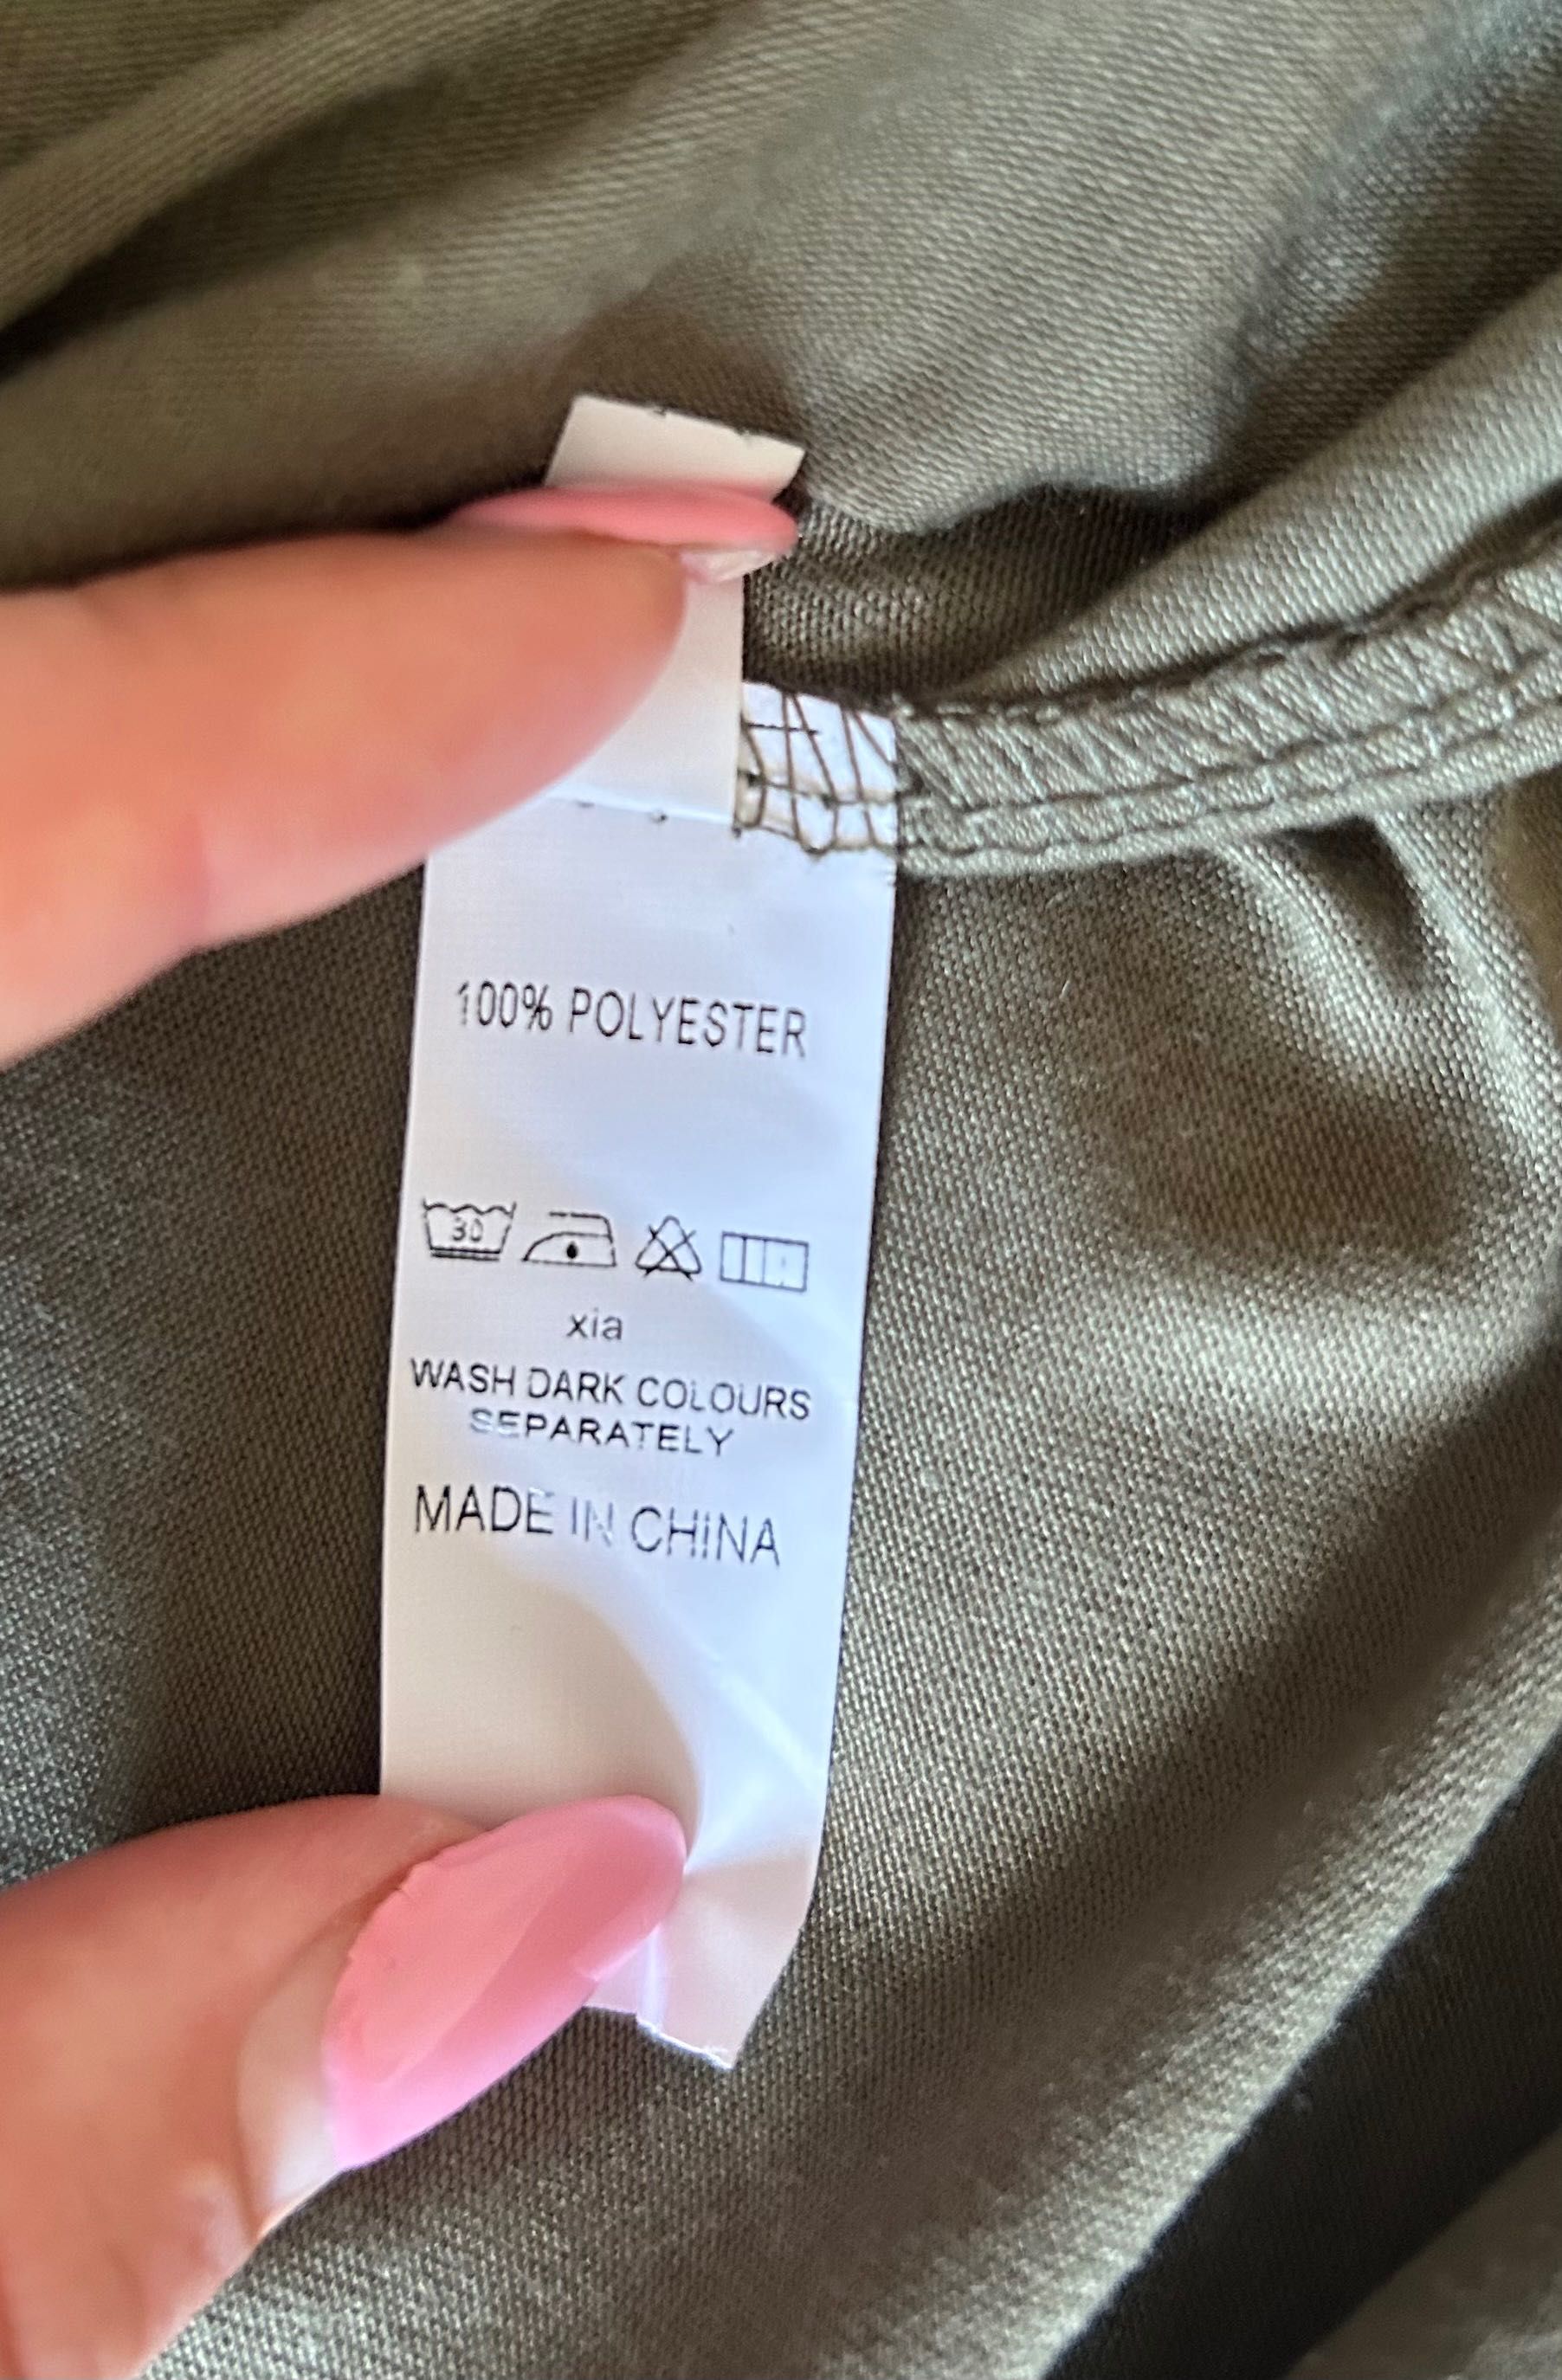 100% POLYESTER
30
xia
WASH DARK COLOURS
SEPARATELY
MADE IN CHINA